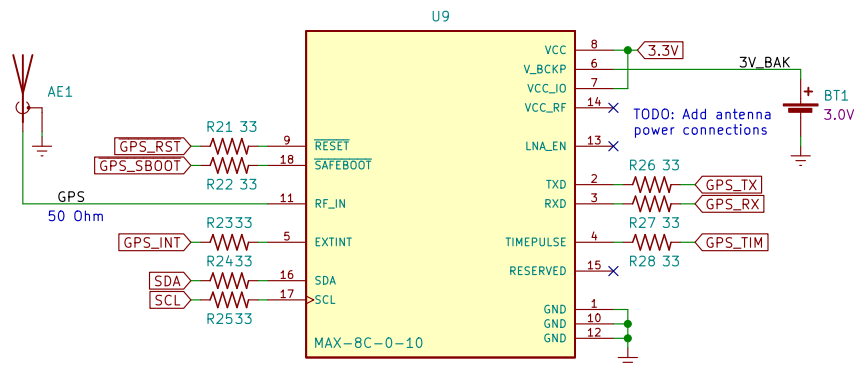 U9
AE1
GPS
50 Ohm
GPS_RST
GPS_SBOOT
GPS_INT
SDA
SCL
R21 33
R22 33
R2333
R2433
R2533
9
18
11
5
16
17
RESET
SAFEBOOT
RF_IN
EXTINT
SDA
SCL
MAX-8C-0-10
VCC
V_BCKP
VCC_IO
VCC_RF
LNA_EN
TXD
RXD
TIMEPULSE
RESERVED
GND
GND
GND
8
6
7
14
13
2
3
4
15
1
10
12
3.3V
3V_BAK
BT1
3.0V
TODO: Add antenna
power connections
R26 33
R27 33
R28 33
GPS_TX
GPS_RX
GPS_TIM